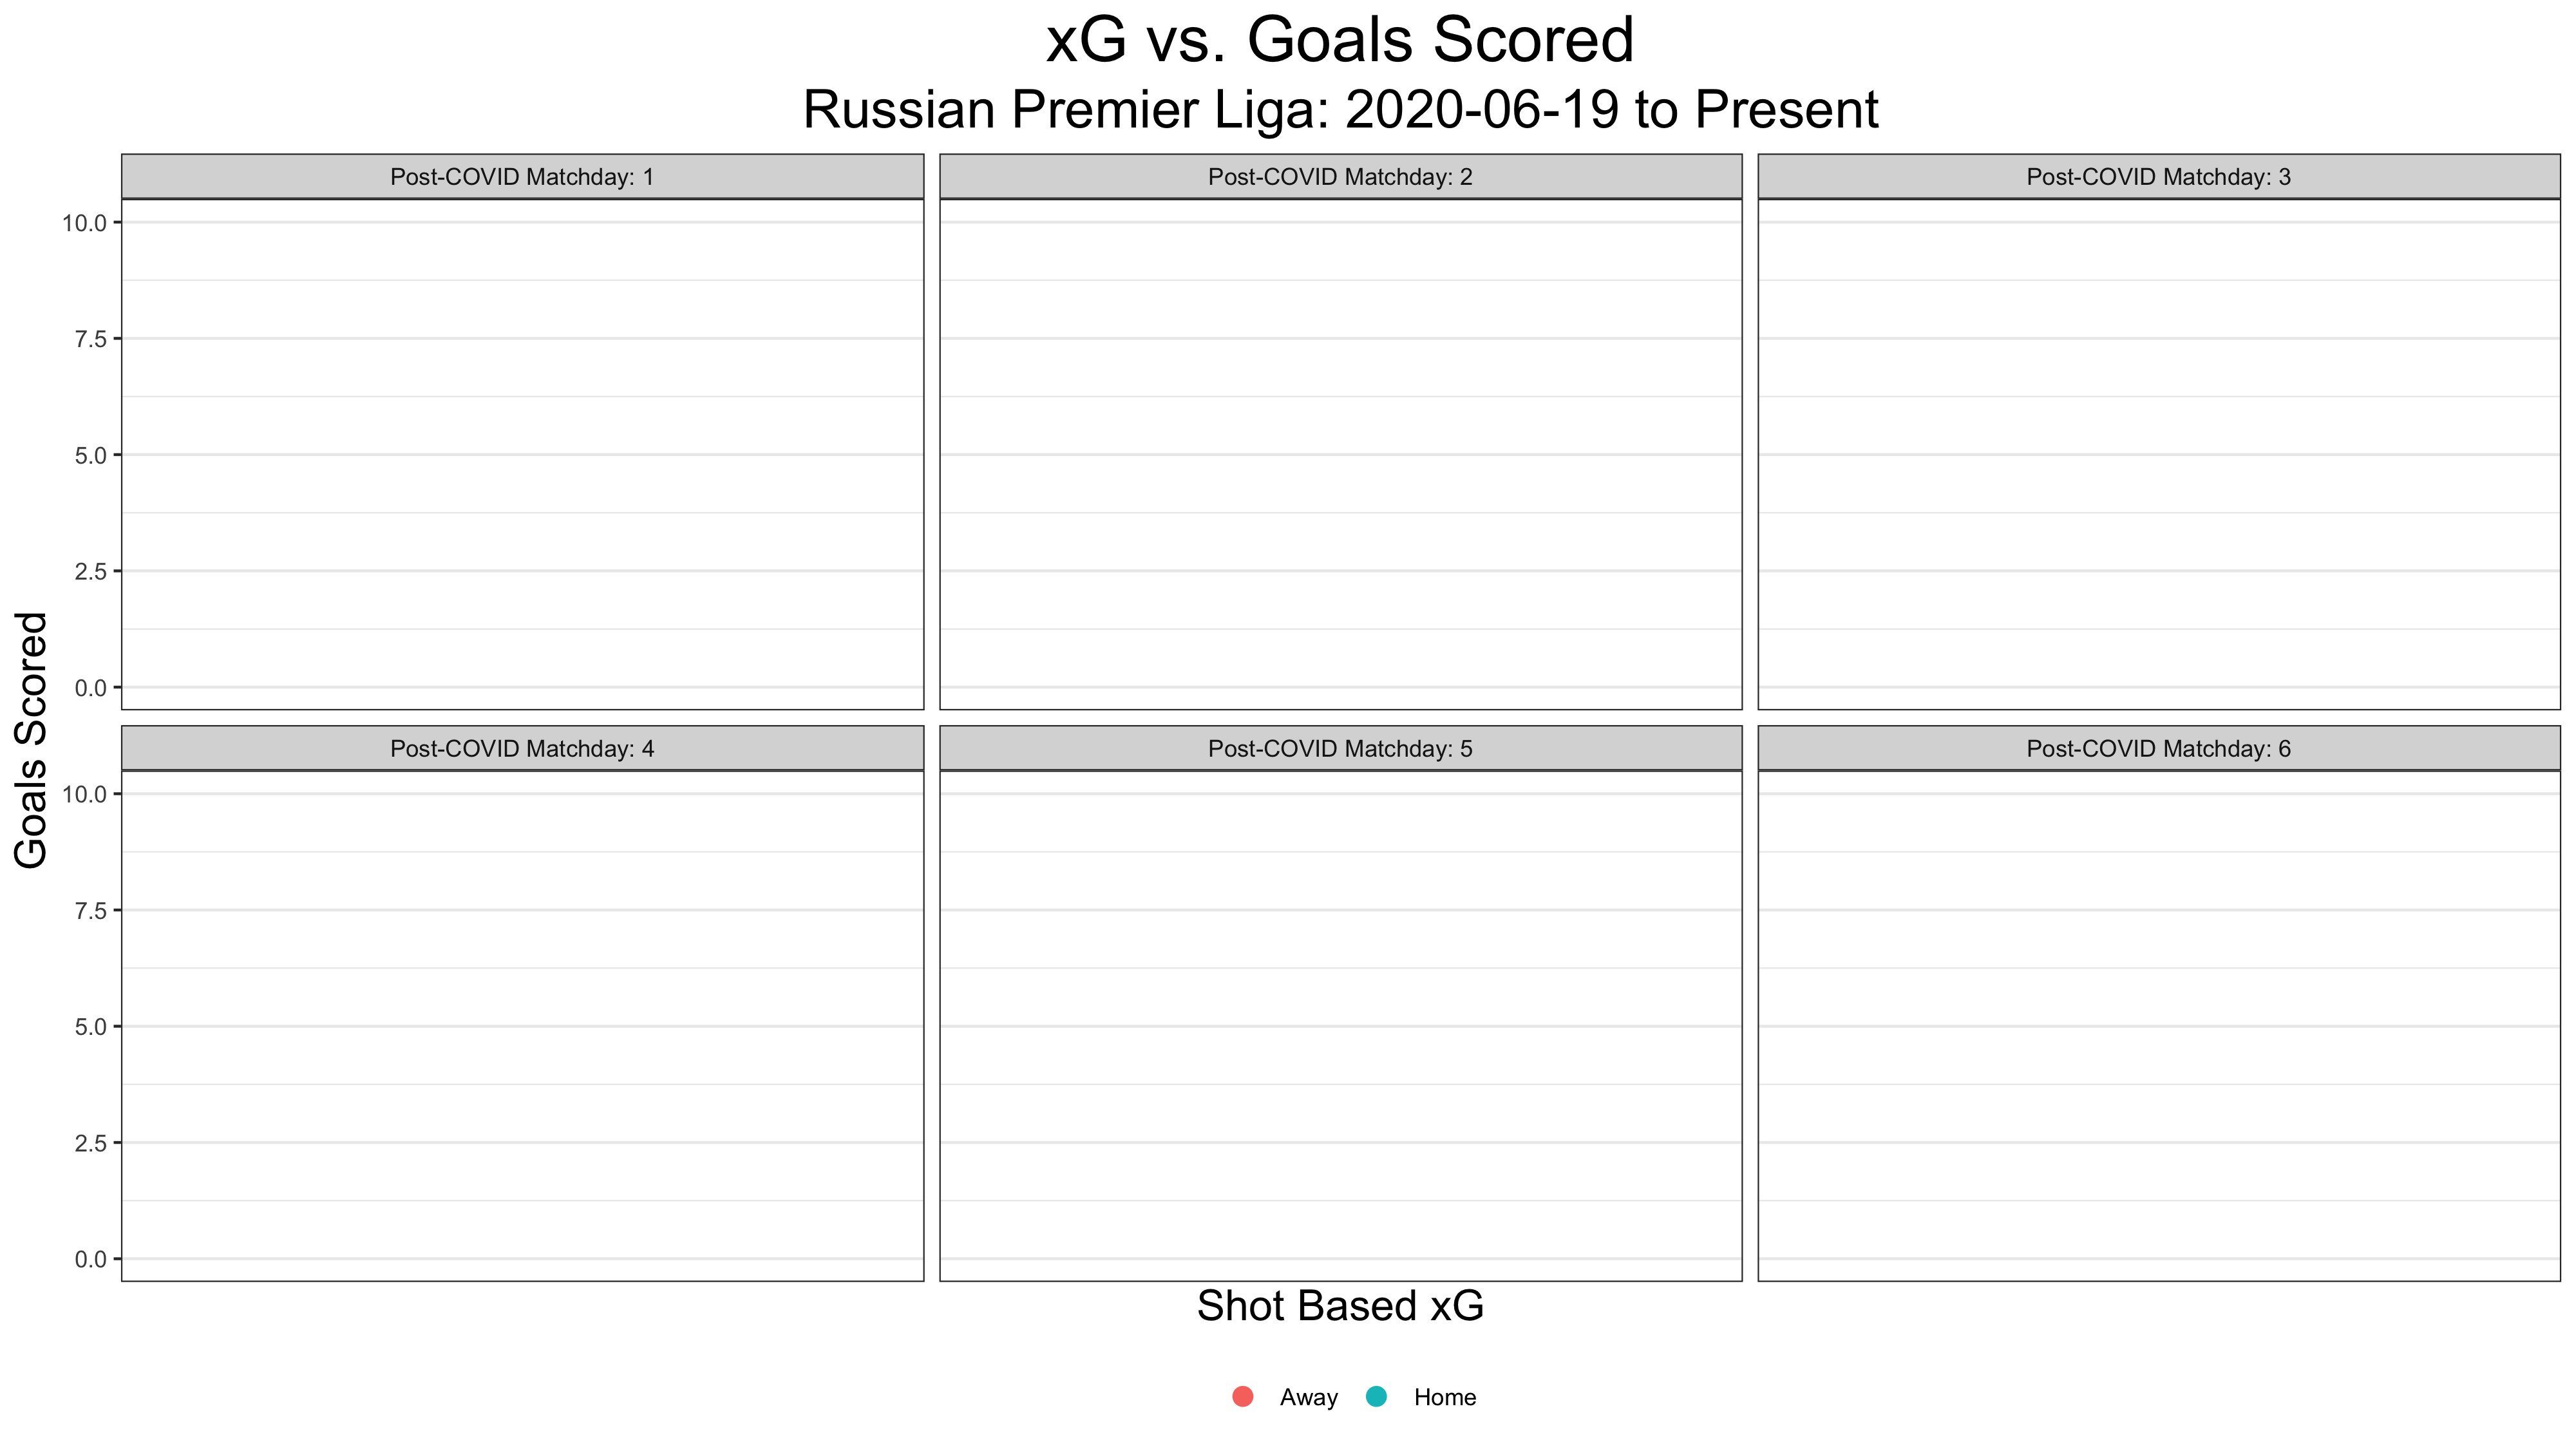 xG vs. Goals Scored
Russian Premier Liga: 2020-06-19 to Present
Post-COVID Matchday: 1
Post-COVID Matchday: 2
Post-COVID Matchday: 3
10.0
7.5
5.0
2.5
0.0
Goals Scored
Post-COVID Matchday: 4
Post-COVID Matchday: 5
Post-COVID Matchday: 6
10.0
7.5
5.0
2.5
0.0
Shot Based xG
Away
Home